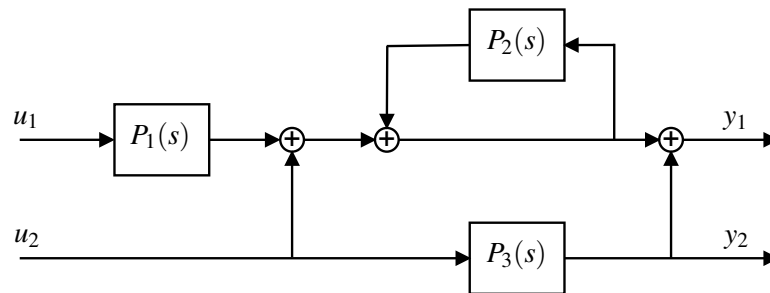 P₂(s)
u₁
P₁(s)
+
+
+
y₁
u₂
P₃(s)
y₂